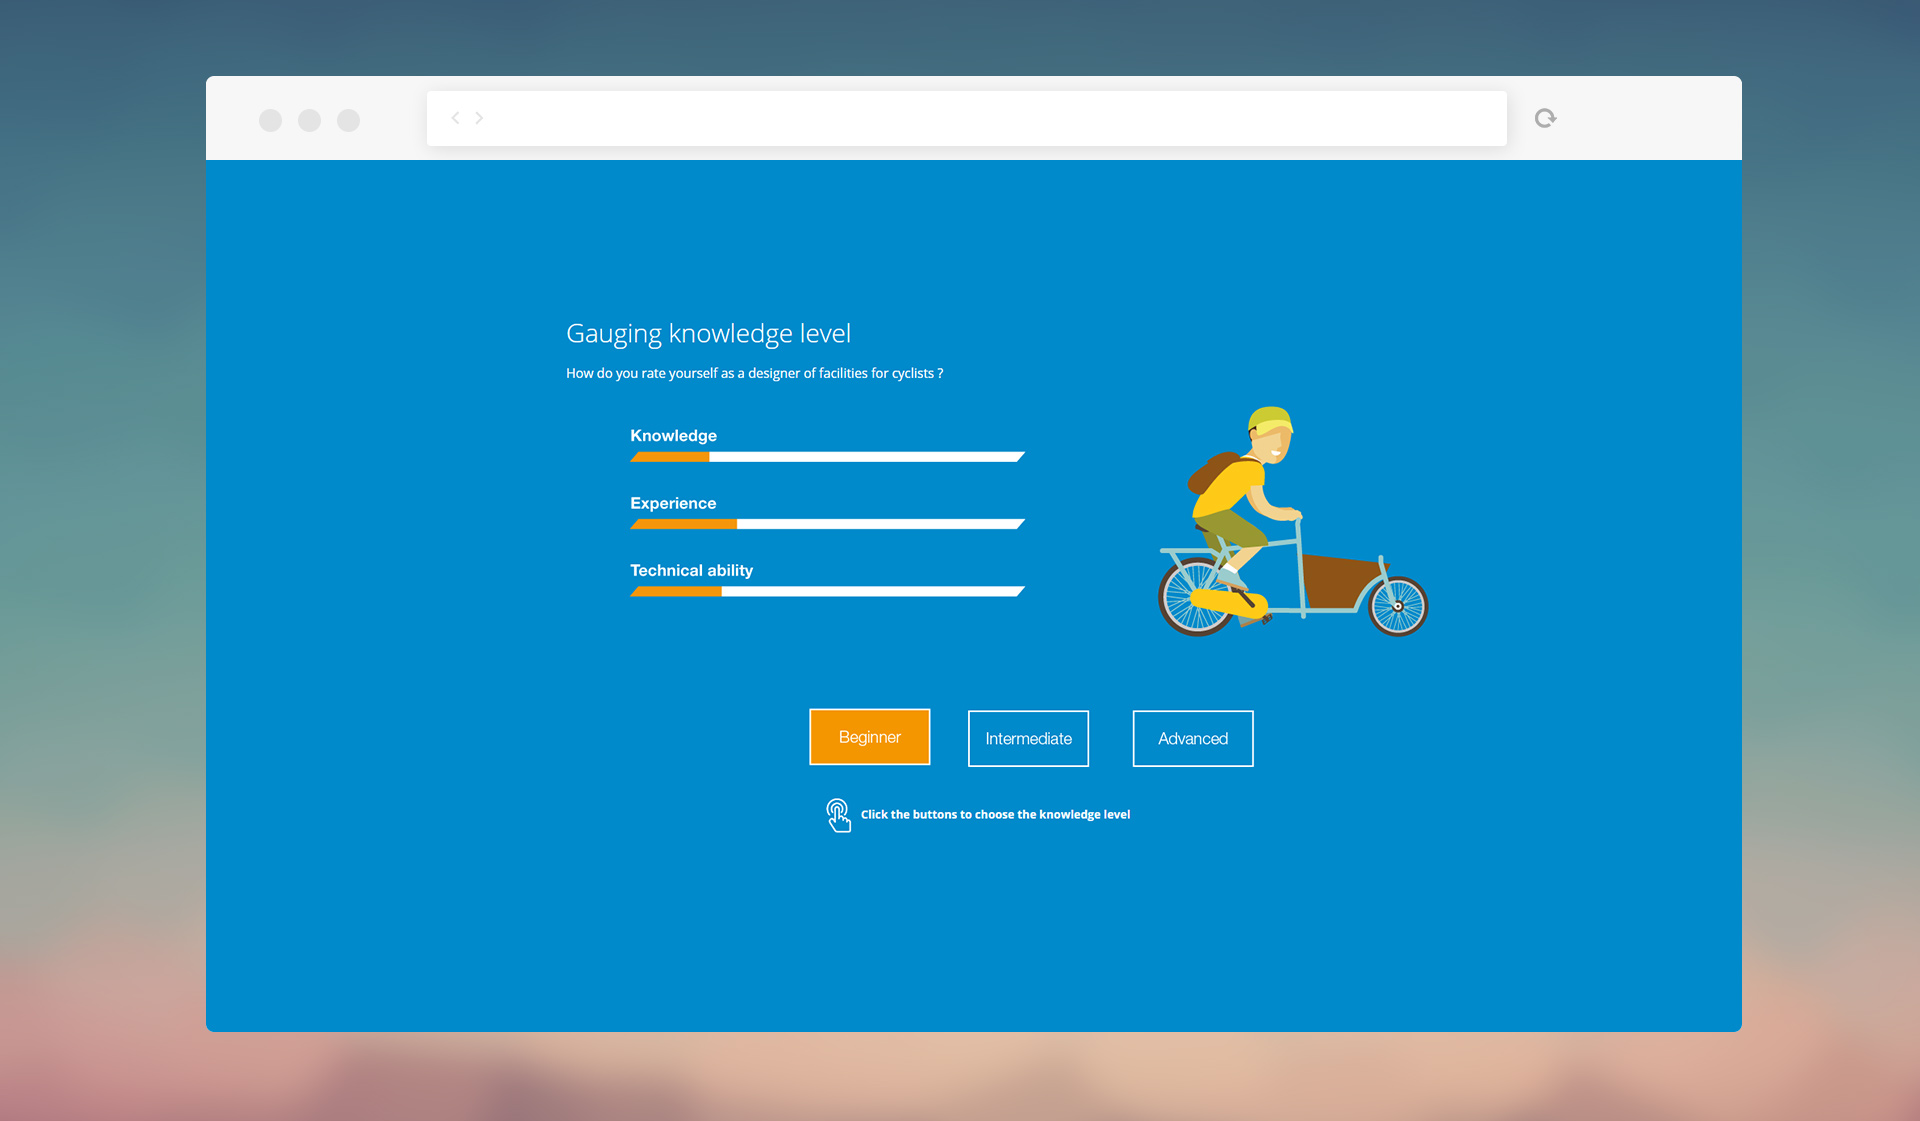 Gauging knowledge level
How do you rate yourself as a designer of facilities for cyclists ?
Knowledge
Experience
Technical ability
Beginner
Intermediate
Advanced
Click the buttons to choose the knowledge level